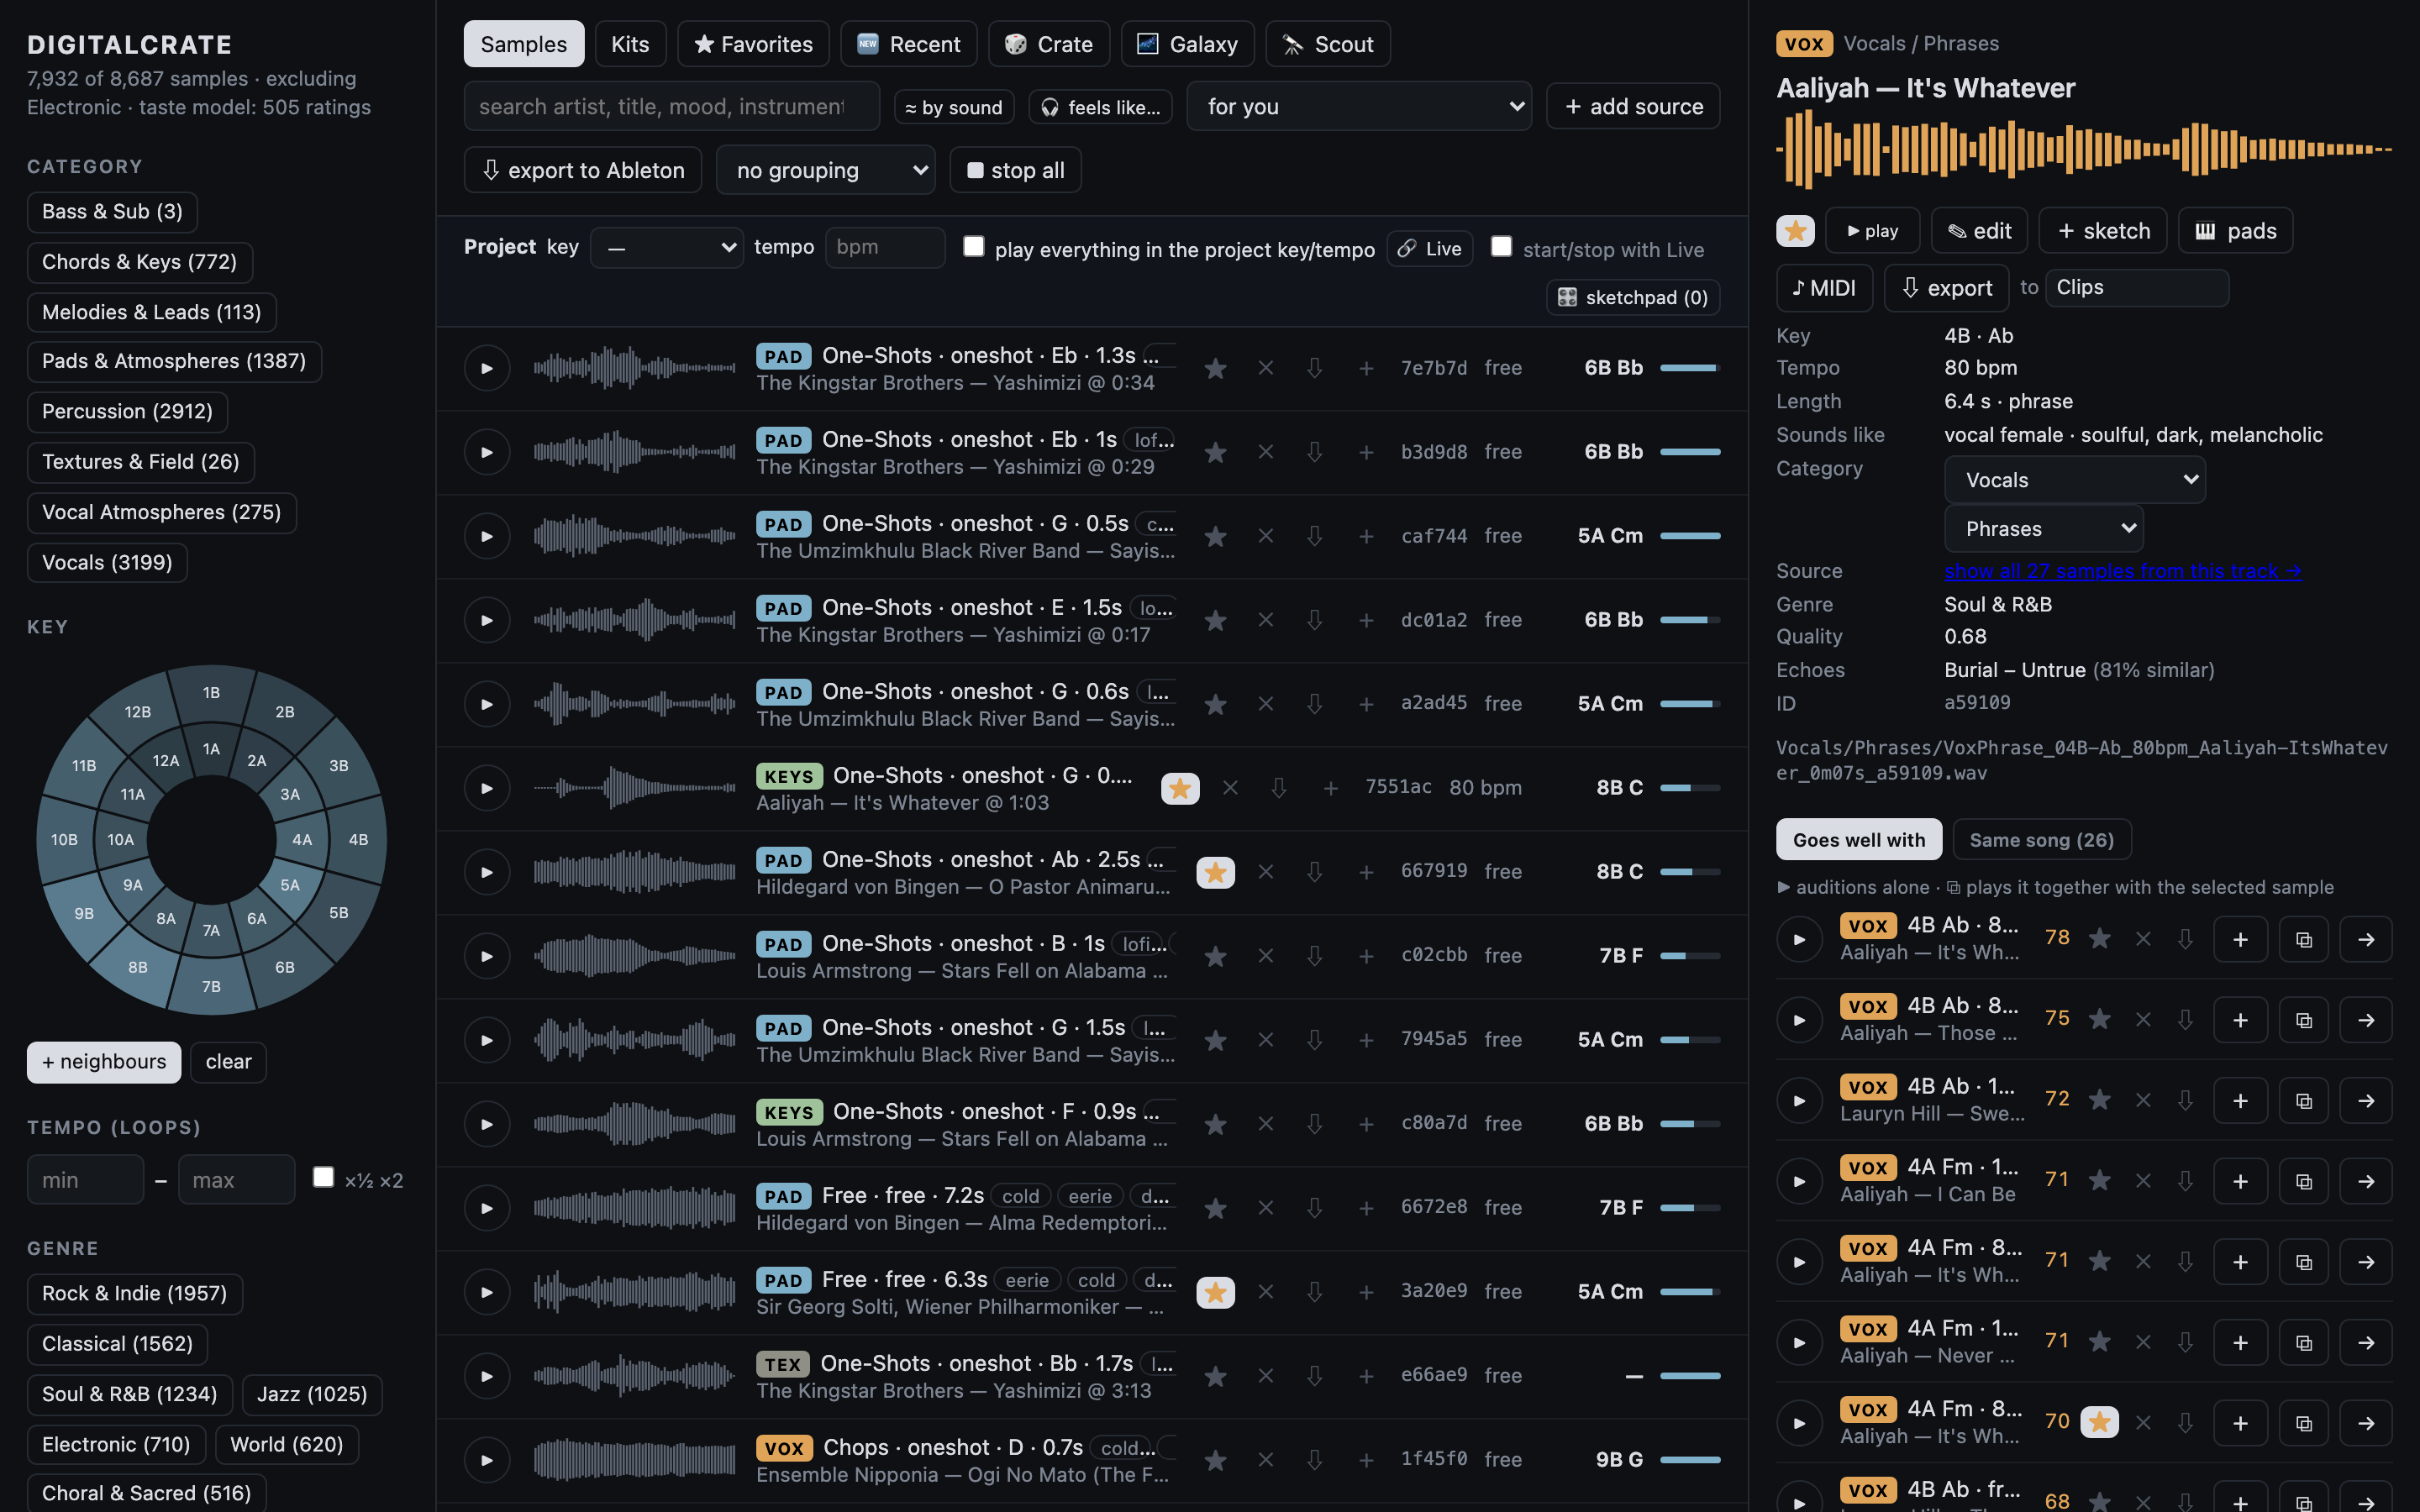 DIGITALCRATE
7,932 of 8,687 samples · excluding
Electronic · taste model: 505 ratings
CATEGORY
Bass & Sub (3)
Chords & Keys (772)
Melodies & Leads (113)
Pads & Atmospheres (1387)
Percussion (2912)
Textures & Field (26)
Vocal Atmospheres (275)
Vocals (3199)
KEY
1B
12B 2B
1A
12A 2A
11B 3B
11A 3A
10B 10A 4A 4B
9A 5A
9B 5B
8A 6A
7A
8B 6B
7B
+ neighbours clear
TEMPO (LOOPS)
min – max ×½ ×2
GENRE
Rock & Indie (1957)
Classical (1562)
Soul & R&B (1234) Jazz (1025)
Electronic (710) World (620)
Choral & Sacred (516)
Samples Kits ★ Favorites NEW Recent Crate Galaxy Scout
search artist, title, mood, instrument ≈ by sound feels like... for you + add source
⇩ export to Ableton no grouping stop all
Project key — tempo bpm play everything in the project key/tempo Live start/stop with Live
sketchpad (0)
PAD One-Shots · oneshot · Eb · 1.3s ...
The Kingstar Brothers — Yashimizi @ 0:34
7e7b7d free 6B Bb
PAD One-Shots · oneshot · Eb · 1s lof...
The Kingstar Brothers — Yashimizi @ 0:29
b3d9d8 free 6B Bb
PAD One-Shots · oneshot · G · 0.5s c...
The Umzimkhulu Black River Band — Sayis...
caf744 free 5A Cm
PAD One-Shots · oneshot · E · 1.5s lo...
The Kingstar Brothers — Yashimizi @ 0:17
dc01a2 free 6B Bb
PAD One-Shots · oneshot · G · 0.6s l...
The Umzimkhulu Black River Band — Sayis...
a2ad45 free 5A Cm
KEYS One-Shots · oneshot · G · 0....
Aaliyah — It's Whatever @ 1:03
7551ac 80 bpm 8B C
PAD One-Shots · oneshot · Ab · 2.5s ...
Hildegard von Bingen — O Pastor Animaru...
667919 free 8B C
PAD One-Shots · oneshot · B · 1s lofi...
Louis Armstrong — Stars Fell on Alabama ...
c02cbb free 7B F
PAD One-Shots · oneshot · G · 1.5s l...
The Umzimkhulu Black River Band — Sayis...
7945a5 free 5A Cm
KEYS One-Shots · oneshot · F · 0.9s ...
Louis Armstrong — Stars Fell on Alabama ...
c80a7d free 6B Bb
PAD Free · free · 7.2s cold eerie d...
Hildegard von Bingen — Alma Redemptori...
6672e8 free 7B F
PAD Free · free · 6.3s eerie cold d...
Sir Georg Solti, Wiener Philharmoniker — ...
3a20e9 free 5A Cm
TEX One-Shots · oneshot · Bb · 1.7s l...
The Kingstar Brothers — Yashimizi @ 3:13
e66ae9 free —
VOX Chops · oneshot · D · 0.7s cold...
Ensemble Nipponia — Ogi No Mato (The F...
1f45f0 free 9B G
VOX Vocals / Phrases
Aaliyah — It's Whatever
play edit + sketch pads
♪ MIDI ⇩ export to Clips
Key 4B · Ab
Tempo 80 bpm
Length 6.4 s · phrase
Sounds like vocal female · soulful, dark, melancholic
Category Vocals
Phrases
Source show all 27 samples from this track →
Genre Soul & R&B
Quality 0.68
Echoes Burial – Untrue (81% similar)
ID a59109
Vocals/Phrases/VoxPhrase_04B-Ab_80bpm_Aaliyah-ItsWhatev
er_0m07s_a59109.wav
Goes well with Same song (26)
▶ auditions alone · ⧉ plays it together with the selected sample
VOX 4B Ab · 8... 78
Aaliyah — It's Wh...
VOX 4B Ab · 8... 75
Aaliyah — Those ...
VOX 4B Ab · 1... 72
Lauryn Hill — Swe...
VOX 4A Fm · 1... 71
Aaliyah — I Can Be
VOX 4A Fm · 8... 71
Aaliyah — It's Wh...
VOX 4A Fm · 1... 71
Aaliyah — Never ...
VOX 4A Fm · 8... 70
Aaliyah — It's Wh...
VOX 4B Ab · fr... 68